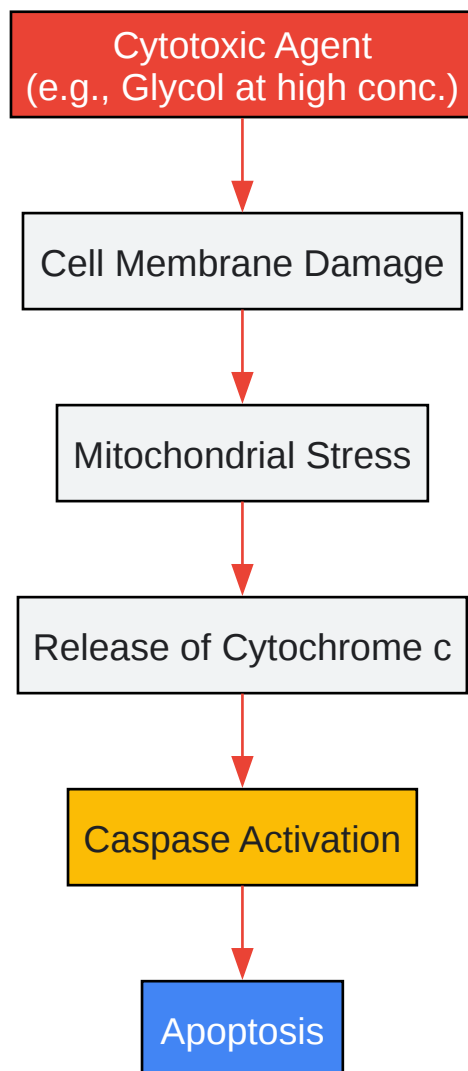 Cytotoxic Agent
(e.g., Glycol at high conc.)
Cell Membrane Damage
Mitochondrial Stress
Release of Cytochrome c
Caspase Activation
Apoptosis